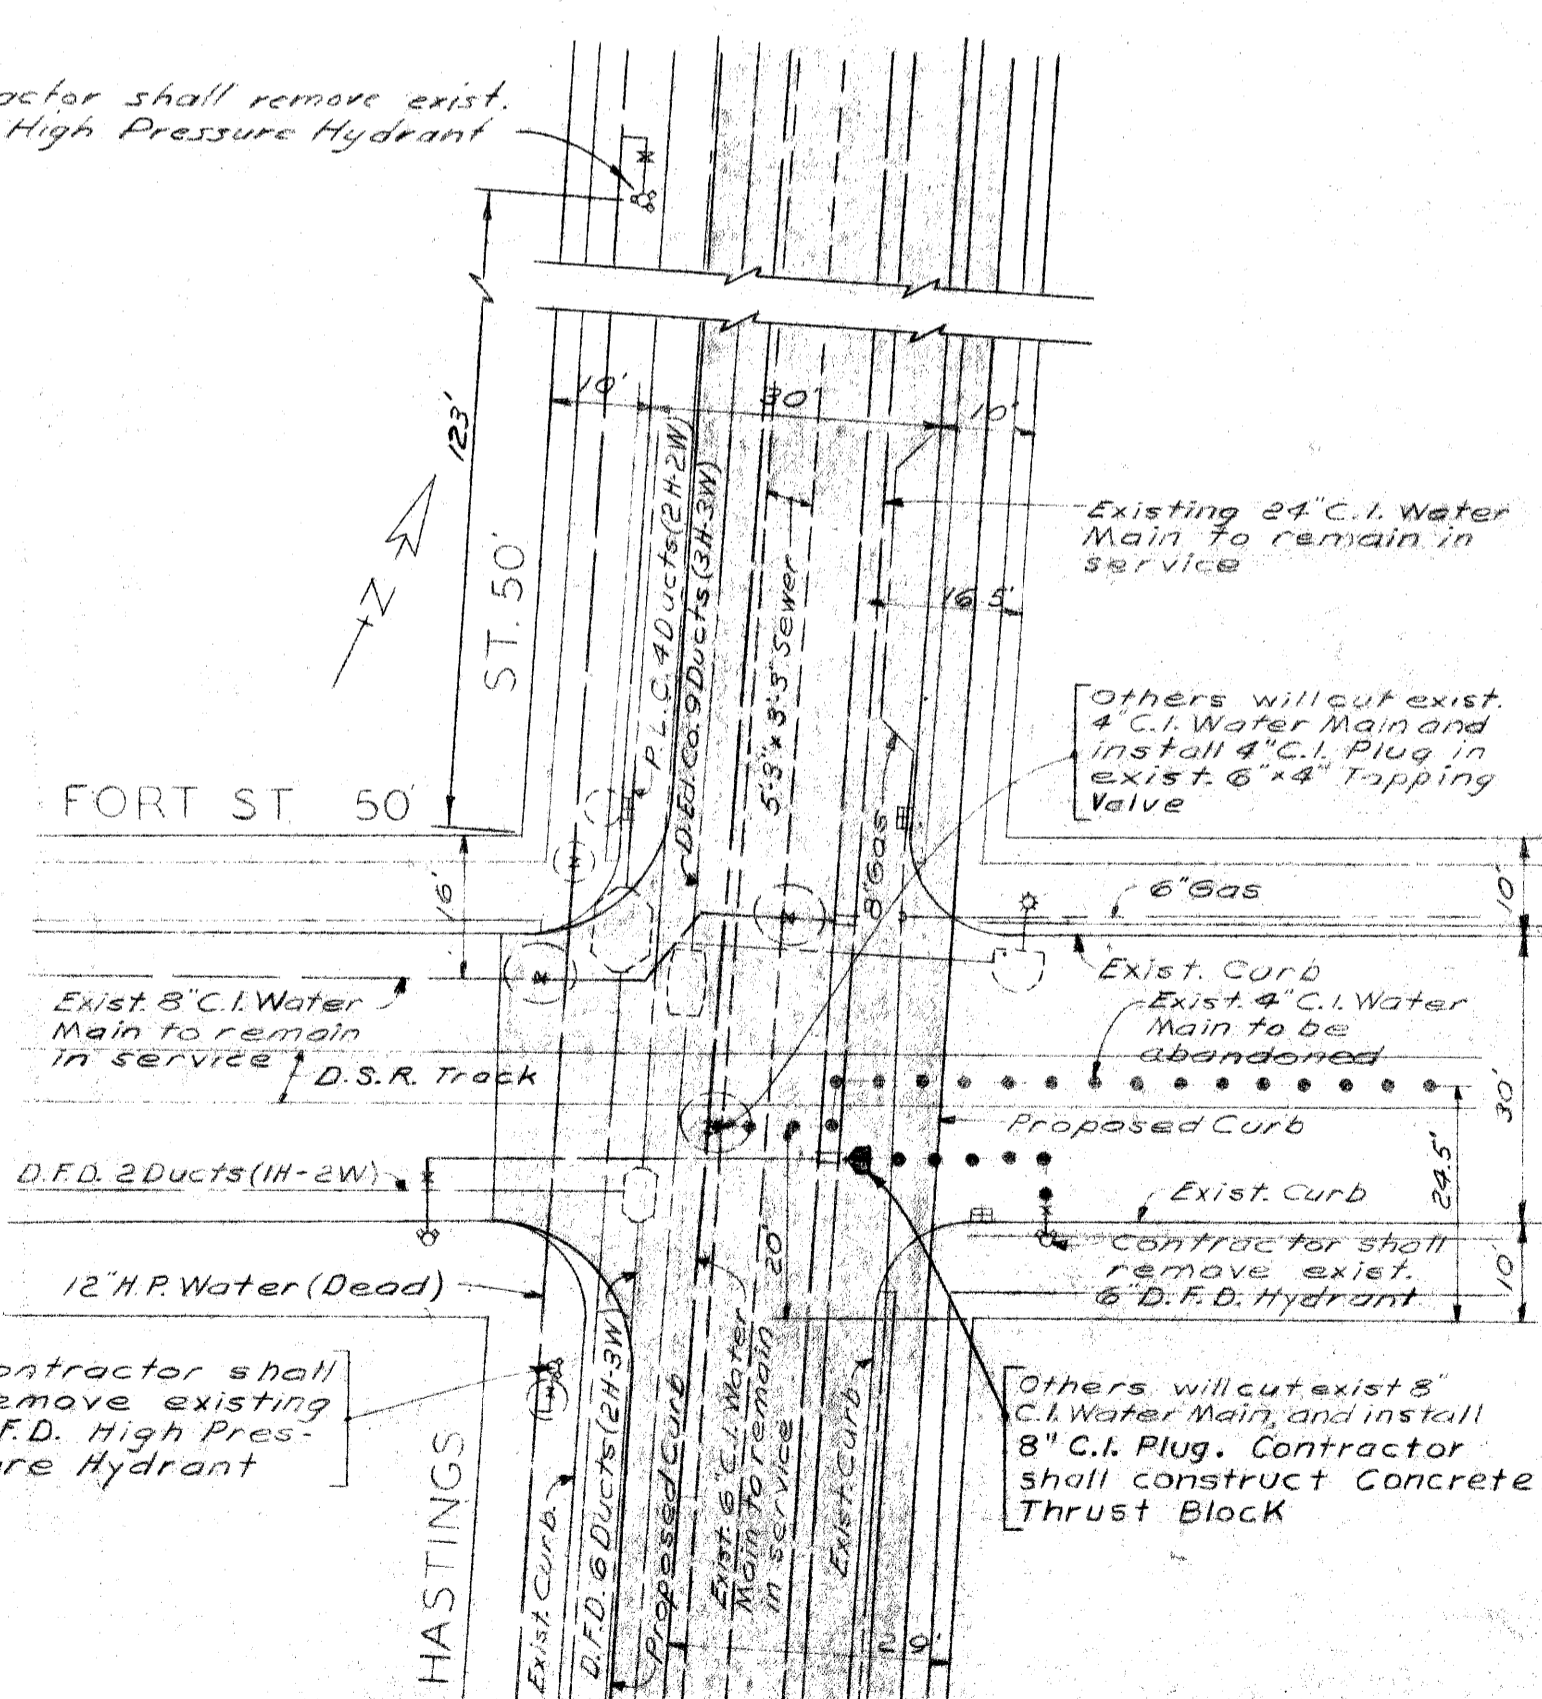 actor shall remove exist.
High Pressure Hydrant
10'
30'
10'
123'
ST. 50'
N
P.L.C. 4 Ducts (2H-2W)
D.Ed.Co. 9 Ducts (3H-3W)
5'-3" x 3'-3" Sewer
Existing 24" C.I. Water
Main to remain in
service
16.5'
Others will cut exist.
4" C.I. Water Main and
install 4" C.I. Plug in
exist. 6" x 4" Tapping
Valve
FORT ST 50'
16'
8" Gas
6" Gas
10'
Exist. Curb
Exist. 8" C.I. Water
Main to remain
in service
Exist. 4" C.I. Water
Main to be
abandoned
D.S.R. Track
30'
Proposed Curb
D.F.D. 2 Ducts (1H-2W)
24.5'
Exist. Curb
20'
Contractor shall
remove exist.
6" D.F.D. Hydrant
10'
12" H.P. Water (Dead)
ontractor shall
emove existing
F.D. High Pres-
re Hydrant
HASTINGS
Exist. Curb.
D.F.D. 6 Ducts (2H-3W)
Proposed Curb
Exist. 6" C.I. Water
Main to remain
in service
Exist. Curb
Others will cut exist 8"
C.I. Water Main, and install
8" C.I. Plug. Contractor
shall construct Concrete
Thrust Block